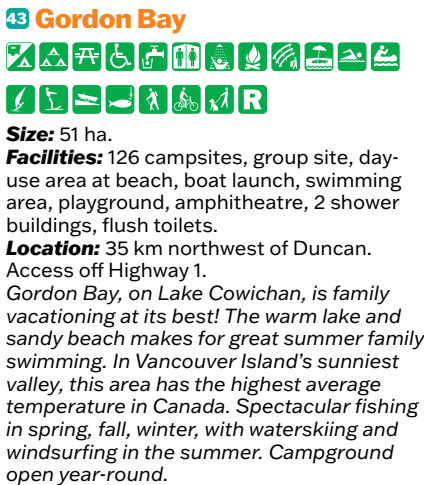 43 Gordon Bay
R
Size: 51 ha.
Facilities: 126 campsites, group site, day-
use area at beach, boat launch, swimming
area, playground, amphitheatre, 2 shower
buildings, flush toilets.
Location: 35 km northwest of Duncan.
Access off Highway 1.
Gordon Bay, on Lake Cowichan, is family
vacationing at its best! The warm lake and
sandy beach makes for great summer family
swimming. In Vancouver Island’s sunniest
valley, this area has the highest average
temperature in Canada. Spectacular fishing
in spring, fall, winter, with waterskiing and
windsurfing in the summer. Campground
open year-round.